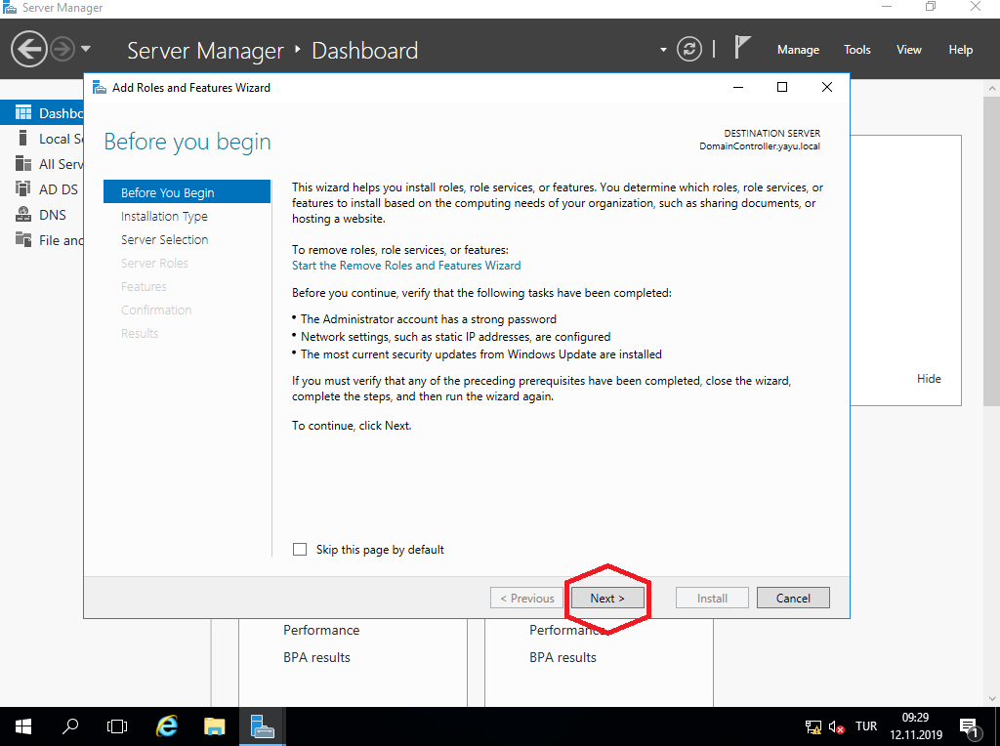 Server Manager
Server Manager ‣ Dashboard
Manage
Tools
View
Help
Dashbo
Local Se
All Serv
AD DS
DNS
File and
Add Roles and Features Wizard
Before you begin
DESTINATION SERVER
DomainController.yayu.local
Before You Begin
Installation Type
Server Selection
Server Roles
Features
Confirmation
Results
This wizard helps you install roles, role services, or features. You determine which roles, role services, or
features to install based on the computing needs of your organization, such as sharing documents, or
hosting a website.
To remove roles, role services, or features:
Start the Remove Roles and Features Wizard
Before you continue, verify that the following tasks have been completed:
• The Administrator account has a strong password
• Network settings, such as static IP addresses, are configured
• The most current security updates from Windows Update are installed
If you must verify that any of the preceding prerequisites have been completed, close the wizard,
complete the steps, and then run the wizard again.
To continue, click Next.
Skip this page by default
< Previous
Next >
Install
Cancel
Hide
Performance
BPA results
Performance
BPA results
TUR
09:29
12.11.2019
1